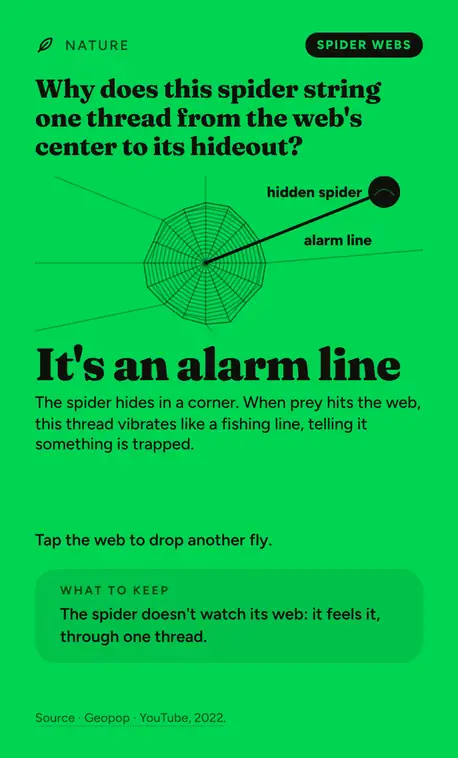 NATURE
SPIDER WEBS
Why does this spider string
one thread from the web's
center to its hideout?
hidden spider
alarm line
It's an alarm line
The spider hides in a corner. When prey hits the web,
this thread vibrates like a fishing line, telling it
something is trapped.
Tap the web to drop another fly.
WHAT TO KEEP
The spider doesn't watch its web: it feels it,
through one thread.
Source · Geopop · YouTube, 2022.